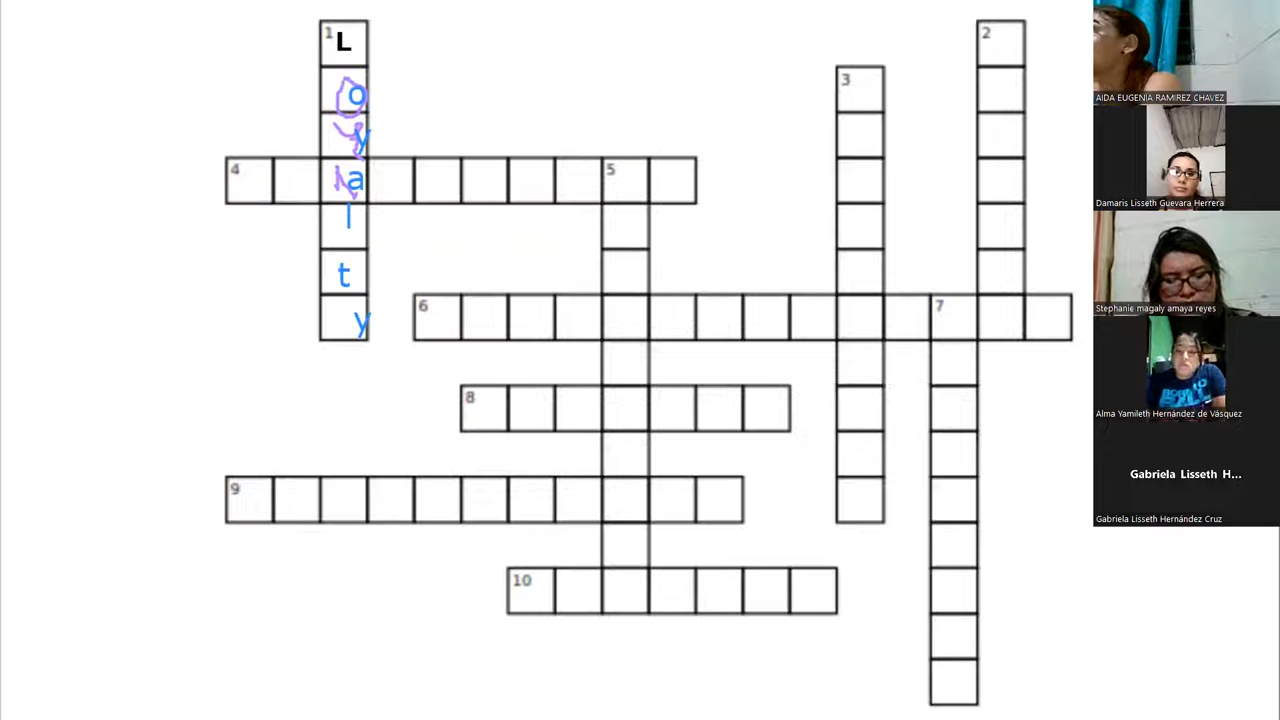 1 L
2
o
3
y
4
a
5
l
t
6
7
y
8
9
10
AIDA EUGENIA RAMIREZ CHAVEZ
Damaris Lisseth Guevara Herrera
Stephanie magaly amaya reyes
Alma Yamileth Hernández de Vásquez
Gabriela Lisseth H...
Gabriela Lisseth Hernández Cruz